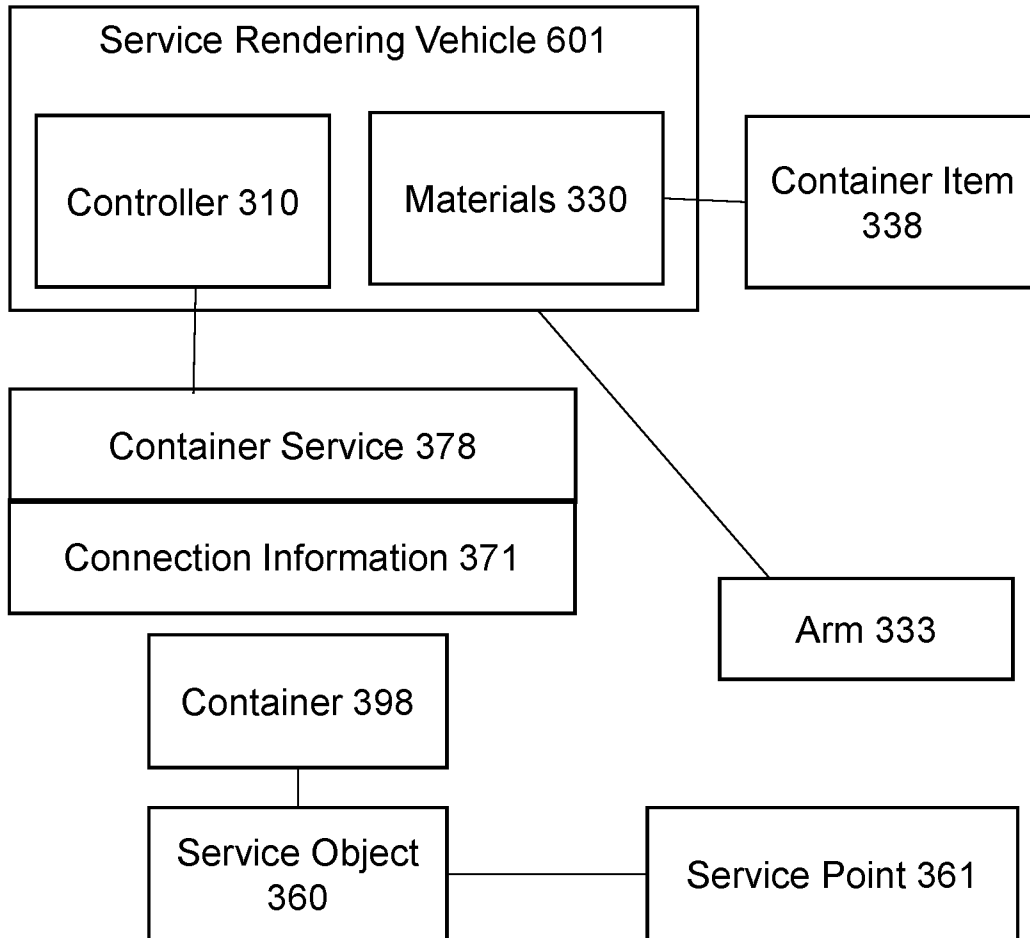 Service Rendering Vehicle 601
Controller 310
Materials 330
Container Item
338
Container Service 378
Connection Information 371
Arm 333
Container 398
Service Object
360
Service Point 361